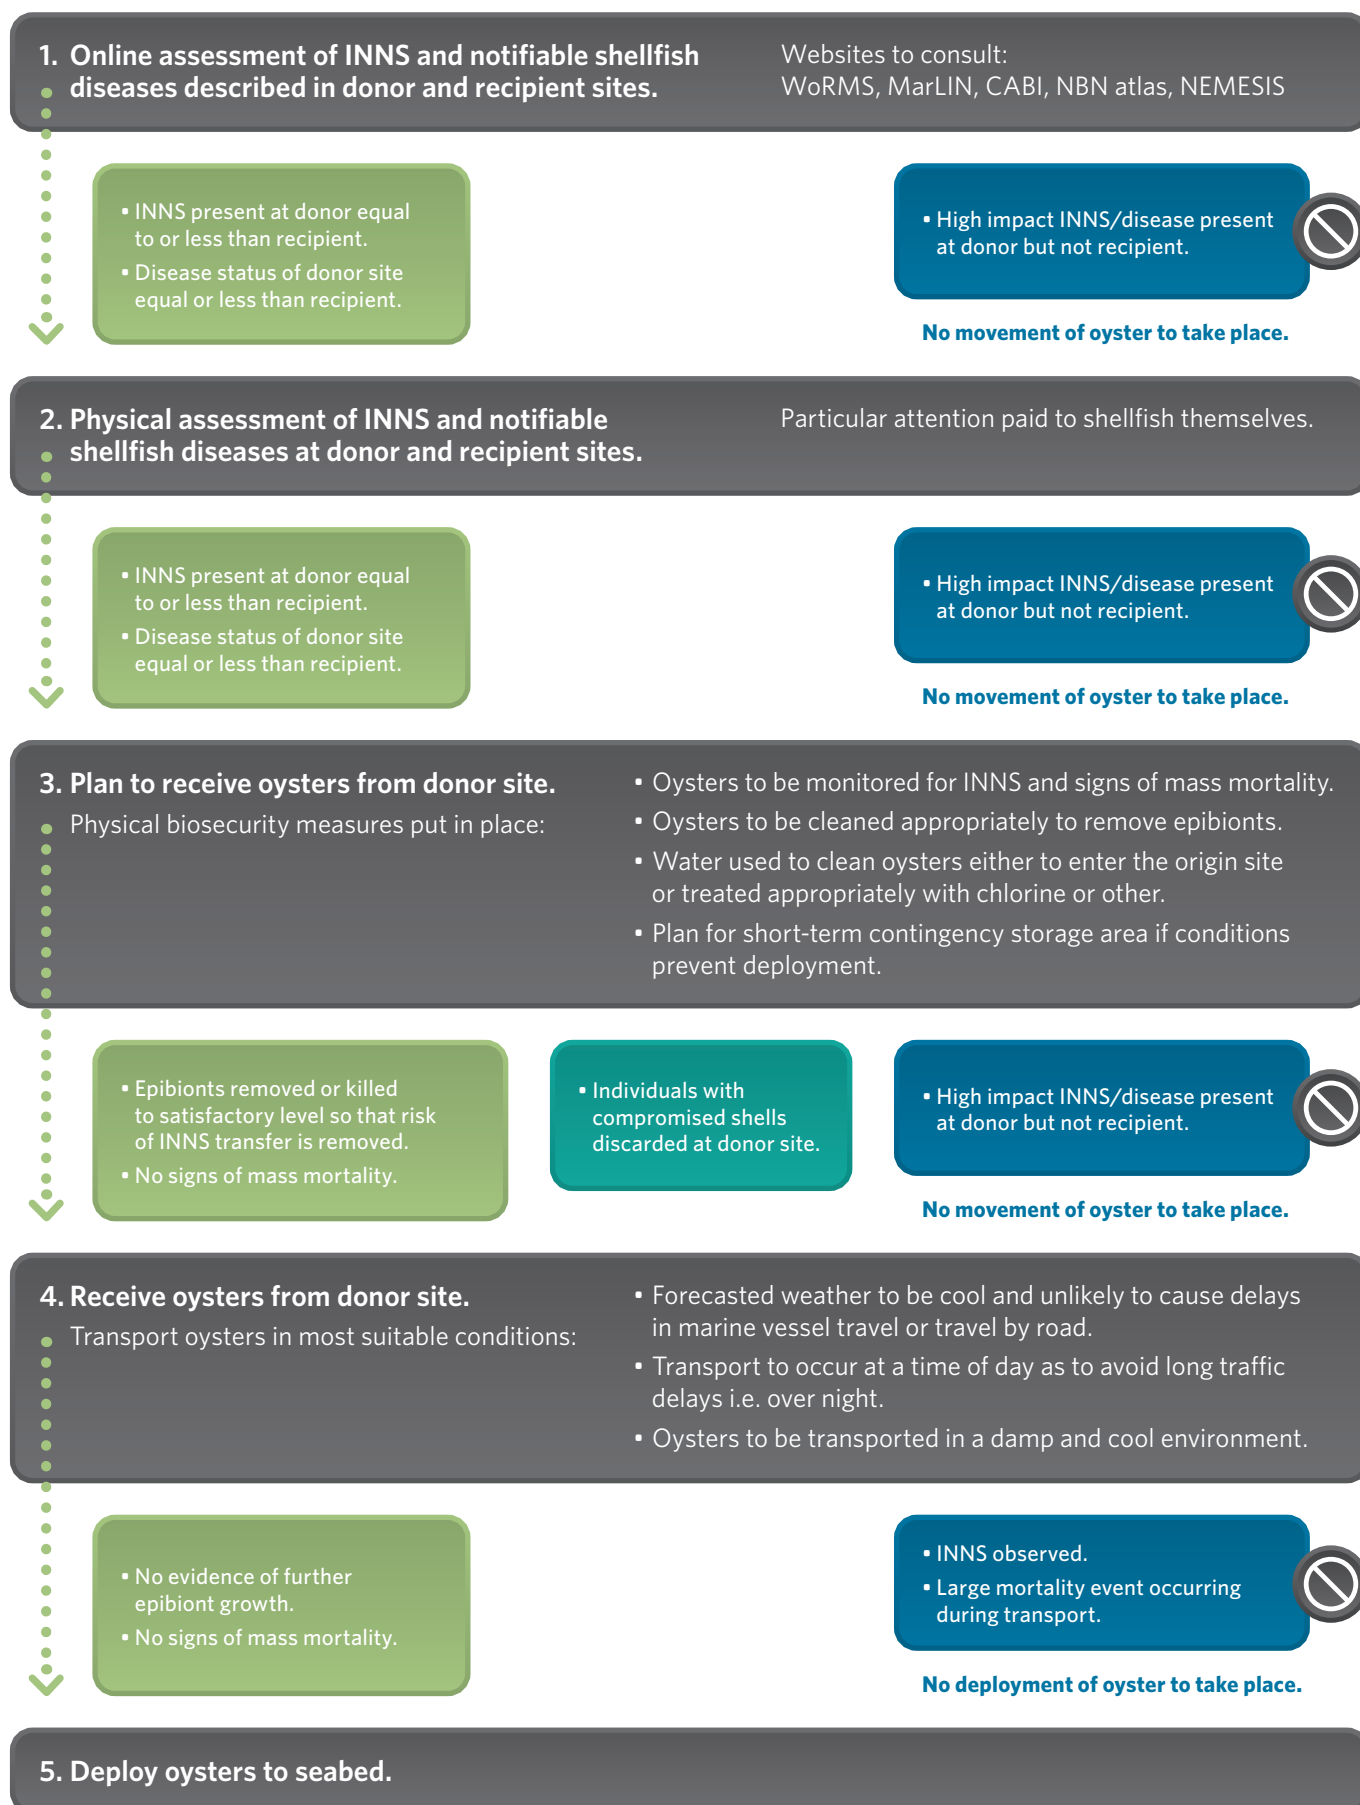 1. Online assessment of INNS and notifiable shellfish
diseases described in donor and recipient sites.
Websites to consult:
WoRMS, MarLIN, CABI, NBN atlas, NEMESIS
• INNS present at donor equal
to or less than recipient.
• Disease status of donor site
equal or less than recipient.
• High impact INNS/disease present
at donor but not recipient.
No movement of oyster to take place.
2. Physical assessment of INNS and notifiable
shellfish diseases at donor and recipient sites.
Particular attention paid to shellfish themselves.
• INNS present at donor equal
to or less than recipient.
• Disease status of donor site
equal or less than recipient.
• High impact INNS/disease present
at donor but not recipient.
No movement of oyster to take place.
3. Plan to receive oysters from donor site.
Physical biosecurity measures put in place:
• Oysters to be monitored for INNS and signs of mass mortality.
• Oysters to be cleaned appropriately to remove epibionts.
• Water used to clean oysters either to enter the origin site
or treated appropriately with chlorine or other.
• Plan for short-term contingency storage area if conditions
prevent deployment.
• Epibionts removed or killed
to satisfactory level so that risk
of INNS transfer is removed.
• No signs of mass mortality.
• Individuals with
compromised shells
discarded at donor site.
• High impact INNS/disease present
at donor but not recipient.
No movement of oyster to take place.
4. Receive oysters from donor site.
Transport oysters in most suitable conditions:
• Forecasted weather to be cool and unlikely to cause delays
in marine vessel travel or travel by road.
• Transport to occur at a time of day as to avoid long traffic
delays i.e. over night.
• Oysters to be transported in a damp and cool environment.
• No evidence of further
epibiont growth.
• No signs of mass mortality.
• INNS observed.
• Large mortality event occurring
during transport.
No deployment of oyster to take place.
5. Deploy oysters to seabed.